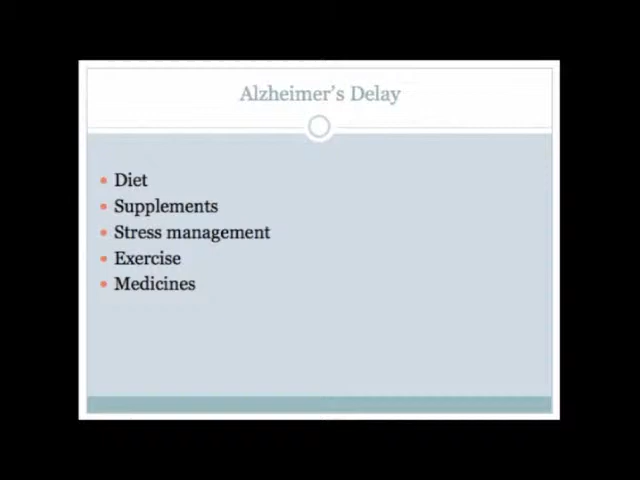 Alzheimer's Delay
Diet
Supplements
Stress management
Exercise
Medicines